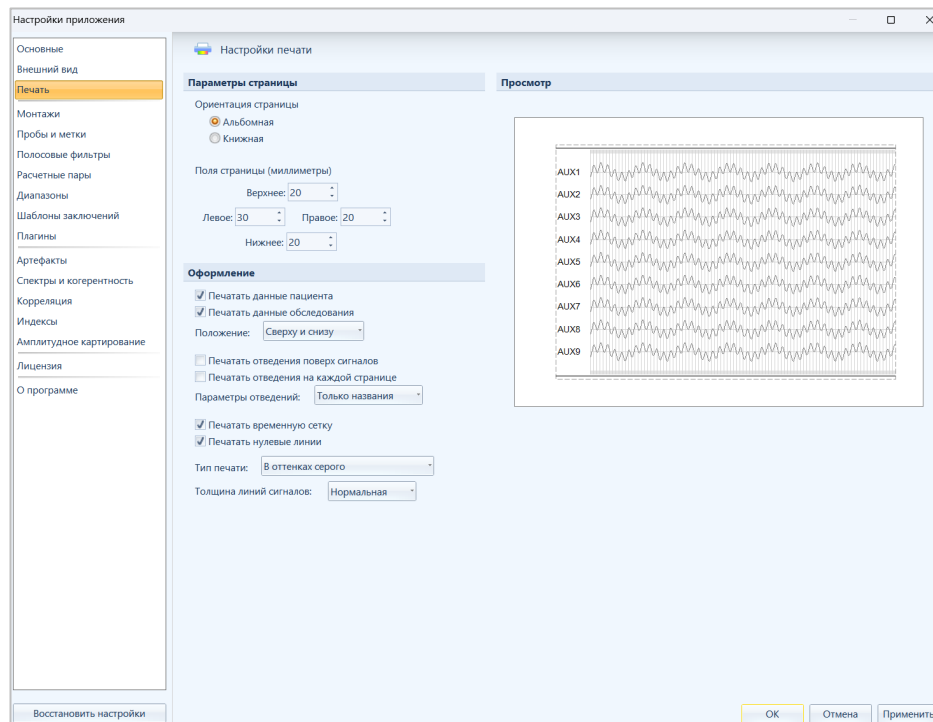 Настройки приложения
Основные
Внешний вид
Печать
Монтажи
Пробы и метки
Полосовые фильтры
Расчетные пары
Диапазоны
Шаблоны заключений
Плагины
Артефакты
Спектры и когерентность
Корреляция
Индексы
Амплитудное картирование
Лицензия
О программе
Восстановить настройки
Настройки печати
Параметры страницы
Ориентация страницы
Альбомная
Книжная
Поля страницы (миллиметры)
Верхнее: 20
Левое: 30 Правое: 20
Нижнее: 20
Оформление
Печатать данные пациента
Печатать данные обследования
Положение: Сверху и снизу
Печатать отведения поверх сигналов
Печатать отведения на каждой странице
Параметры отведений: Только названия
Печатать временную сетку
Печатать нулевые линии
Тип печати: В оттенках серого
Толщина линий сигналов: Нормальная
Просмотр
AUX1
AUX2
AUX3
AUX4
AUX5
AUX6
AUX7
AUX8
AUX9
OK Отмена Применить